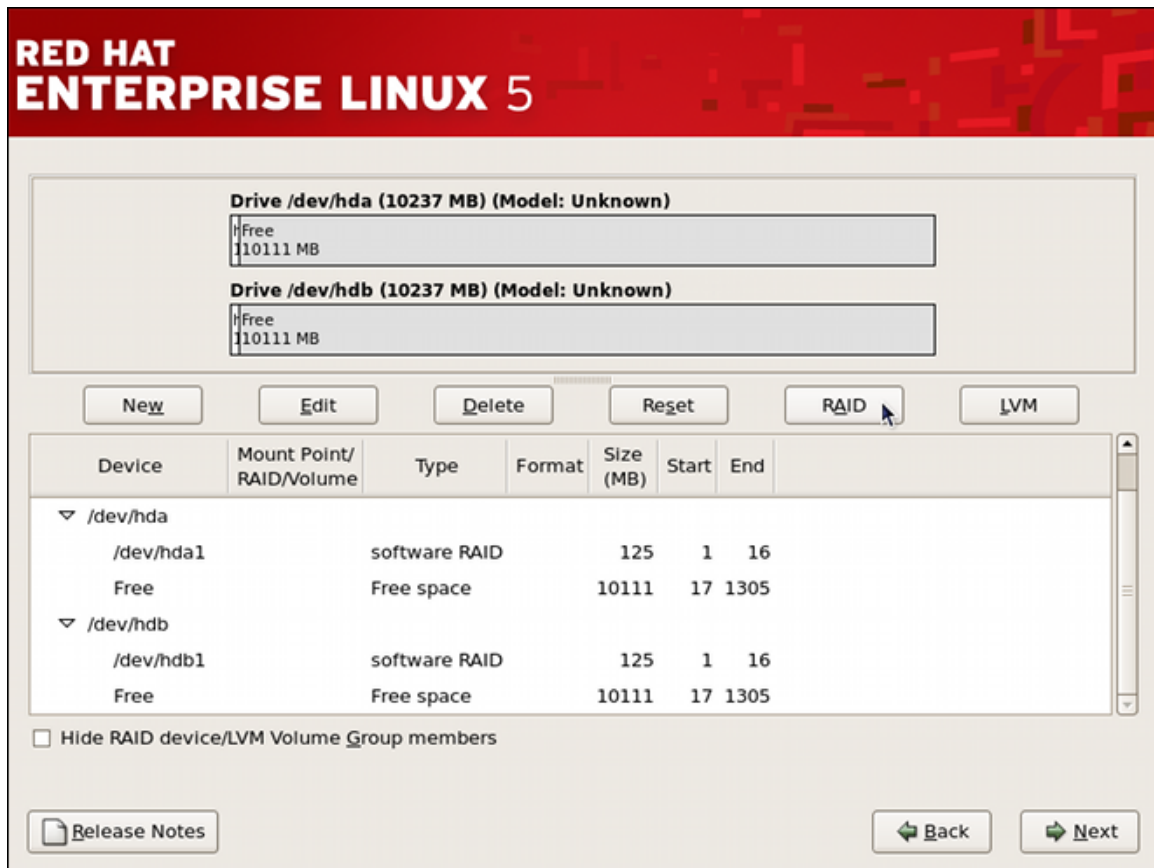 RED HAT
ENTERPRISE LINUX 5
Drive /dev/hda (10237 MB) (Model: Unknown)
Free
10111 MB
Drive /dev/hdb (10237 MB) (Model: Unknown)
Free
10111 MB
New Edit Delete Reset RAID LVM
Device Mount Point/ RAID/Volume Type Format Size (MB) Start End
/dev/hda
/dev/hda1 software RAID 125 1 16
Free Free space 10111 17 1305
/dev/hdb
/dev/hdb1 software RAID 125 1 16
Free Free space 10111 17 1305
Hide RAID device/LVM Volume Group members
Release Notes Back Next